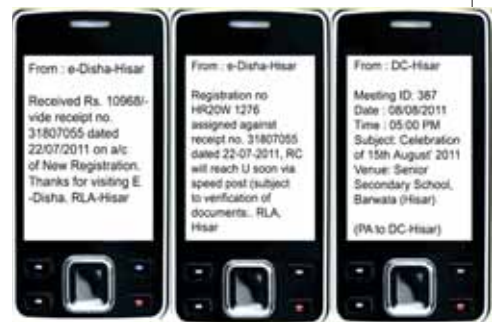 From : e-Disha-Hisar
Received Rs. 10968/-
vide receipt no.
31807055 dated
22/07/2011 on a/c
of New Registration.
Thanks for visiting E
-Disha, RLA-Hisar
From : e-Disha-Hisar
Registration no
HR20W 1276
assigned against
receipt no. 31807055
dated 22-07-2011, RC
will reach U soon via
speed post (subject
to verification of
documents.. RLA,
Hisar
From : DC-Hisar
Meeting ID: 367
Date : 08/08/2011
Time : 05:00 PM
Subject: Celebration
of 15th August' 2011
Venue: Senior
Secondary School,
Barwala (Hisar)
(PA to DC-Hisar)